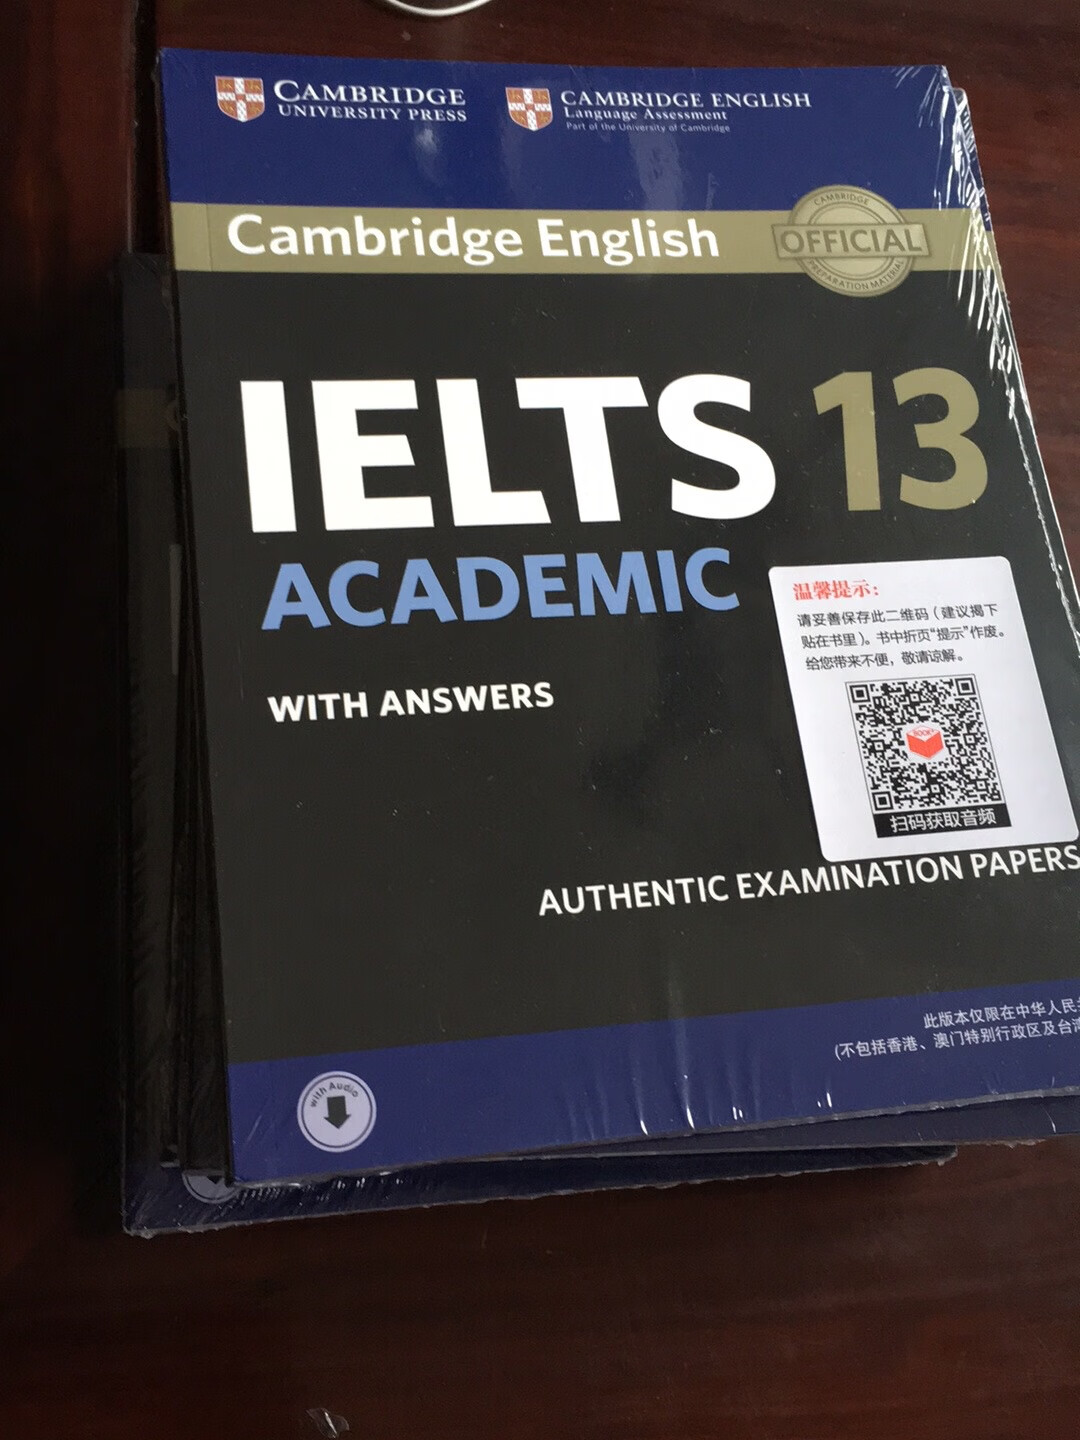 CAMBRIDGE
UNIVERSITY PRESS
CAMBRIDGE ENGLISH
Language Assessment
Part of the University of Cambridge
Cambridge English
CAMBRIDGE
OFFICIAL
PREPARATION MATERIAL
IELTS 13
ACADEMIC
WITH ANSWERS
温馨提示：
请妥善保存此二维码（建议揭下
贴在书里）。书中折页“提示”作废。
给您带来不便，敬请谅解。
BOOK+
扫码获取音频
AUTHENTIC EXAMINATION PAPERS
此版本仅限在中华人民
(不包括香港、澳门特别行政区及台
with Audio